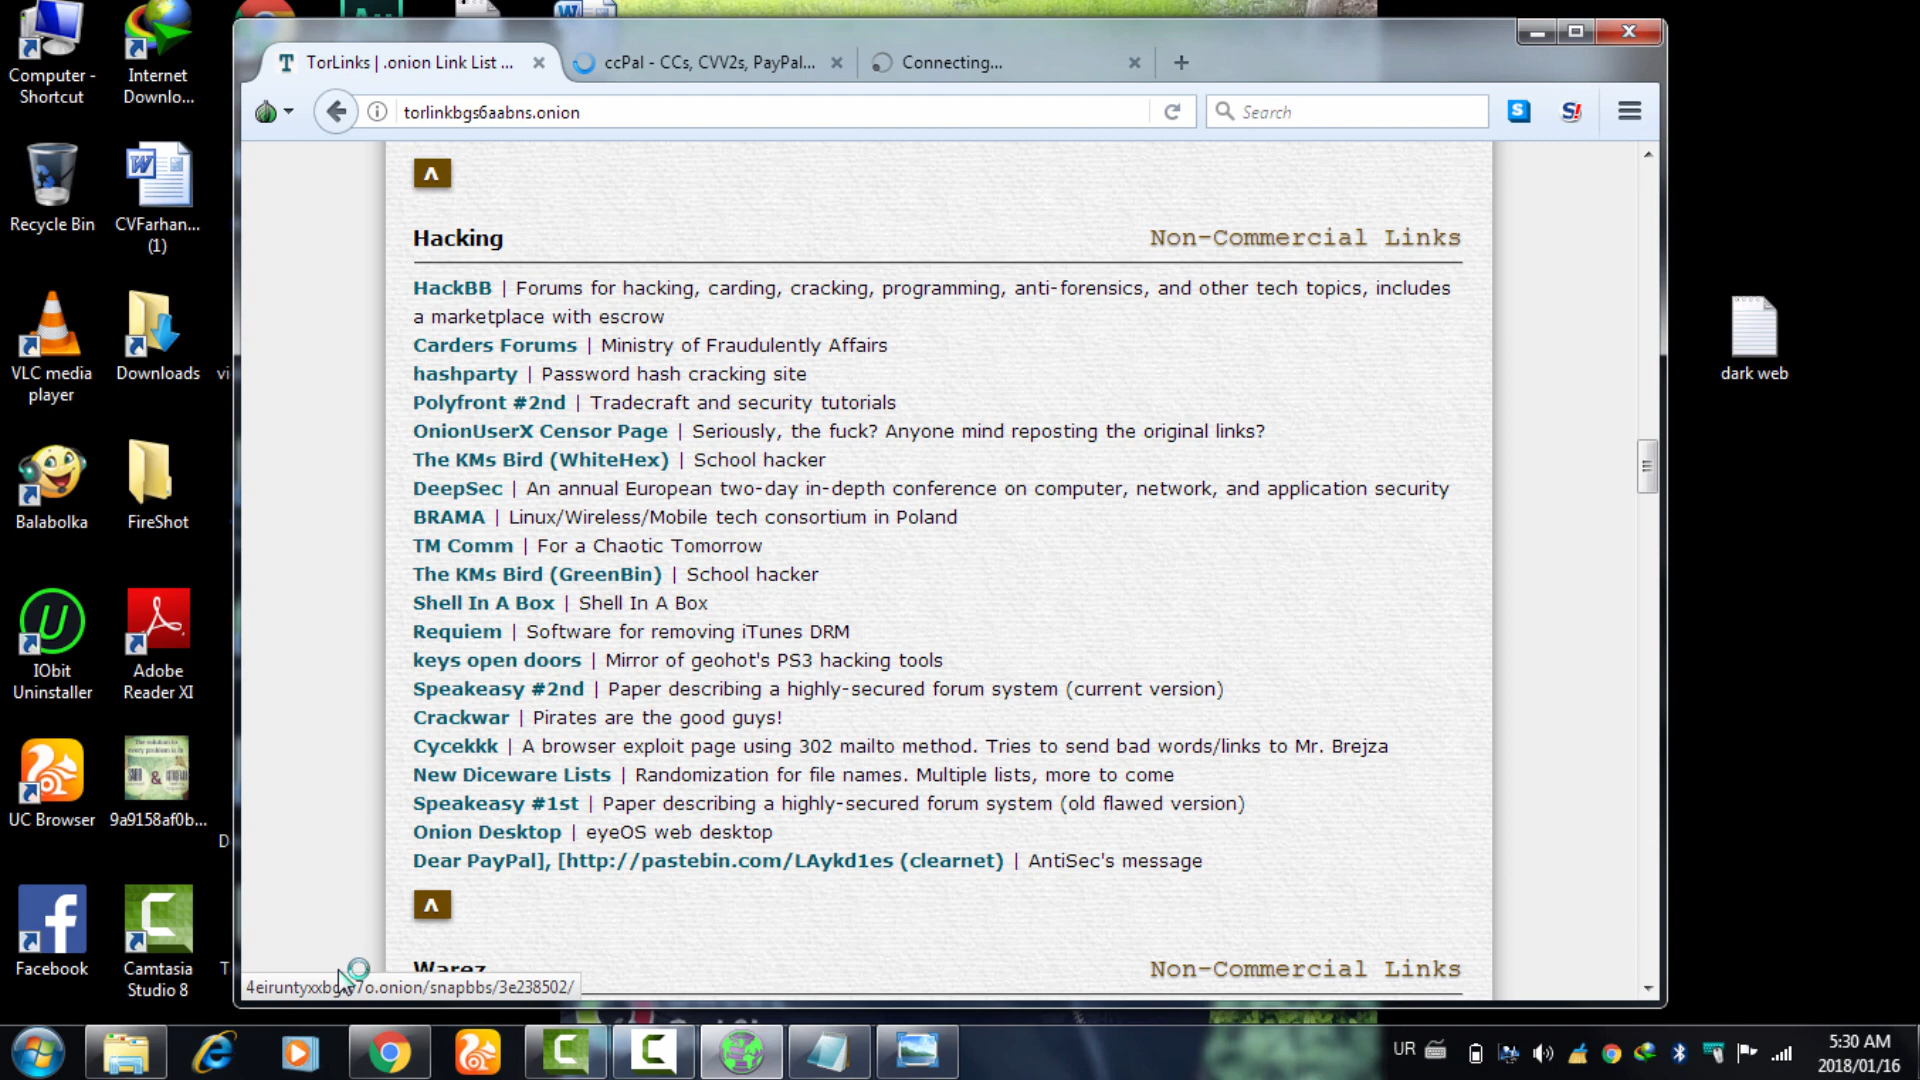 TorLinks | .onion Link List ...
ccPal - CCs, CVV2s, PayPal...
Connecting...
torlinkbgs6aabns.onion
Search
Hacking
Non-Commercial Links
HackBB | Forums for hacking, carding, cracking, programming, anti-forensics, and other tech topics, includes
a marketplace with escrow
Carders Forums | Ministry of Fraudulently Affairs
hashparty | Password hash cracking site
Polyfront #2nd | Tradecraft and security tutorials
OnionUserX Censor Page | Seriously, the fuck? Anyone mind reposting the original links?
The KMs Bird (WhiteHex) | School hacker
DeepSec | An annual European two-day in-depth conference on computer, network, and application security
BRAMA | Linux/Wireless/Mobile tech consortium in Poland
TM Comm | For a Chaotic Tomorrow
The KMs Bird (GreenBin) | School hacker
Shell In A Box | Shell In A Box
Requiem | Software for removing iTunes DRM
keys open doors | Mirror of geohot's PS3 hacking tools
Speakeasy #2nd | Paper describing a highly-secured forum system (current version)
Crackwar | Pirates are the good guys!
Cycekkk | A browser exploit page using 302 mailto method. Tries to send bad words/links to Mr. Brejza
New Diceware Lists | Randomization for file names. Multiple lists, more to come
Speakeasy #1st | Paper describing a highly-secured forum system (old flawed version)
Onion Desktop | eyeOS web desktop
Dear PayPal], [http://pastebin.com/LAykd1es (clearnet) | AntiSec's message
Warez
Non-Commercial Links
Computer -
Shortcut
Internet
Downlo...
Recycle Bin
CVFarhan...
(1)
VLC media
player
Downloads
vi
Balabolka
FireShot
IObit
Uninstaller
Adobe
Reader XI
UC Browser
9a9158af0b...
D
Facebook
Camtasia
Studio 8
T
dark web
UR
5:30 AM
2018/01/16